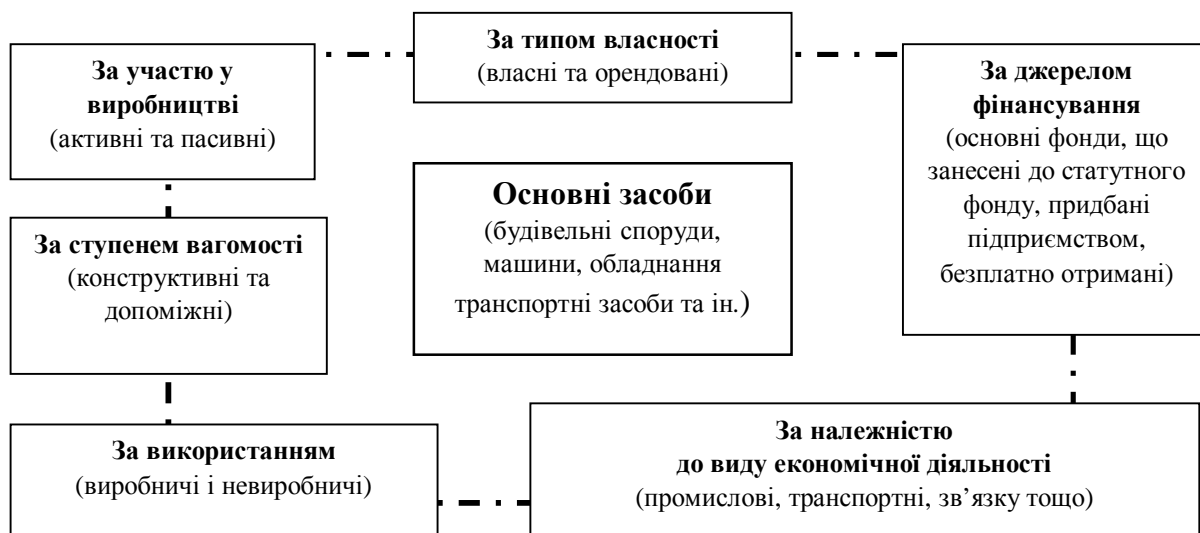 За типом власності
(власні та орендовані)
За участю у
виробництві
(активні та пасивні)
За джерелом
фінансування
(основні фонди, що
занесені до статутного
фонду, придбані
підприємством,
безплатно отримані)
Основні засоби
(будівельні споруди,
машини, обладнання
транспортні засоби та ін.)
За ступенем вагомості
(конструктивні та
допоміжні)
За використанням
(виробничі і невиробничі)
За належністю
до виду економічної діяльності
(промислові, транспортні, зв’язку тощо)